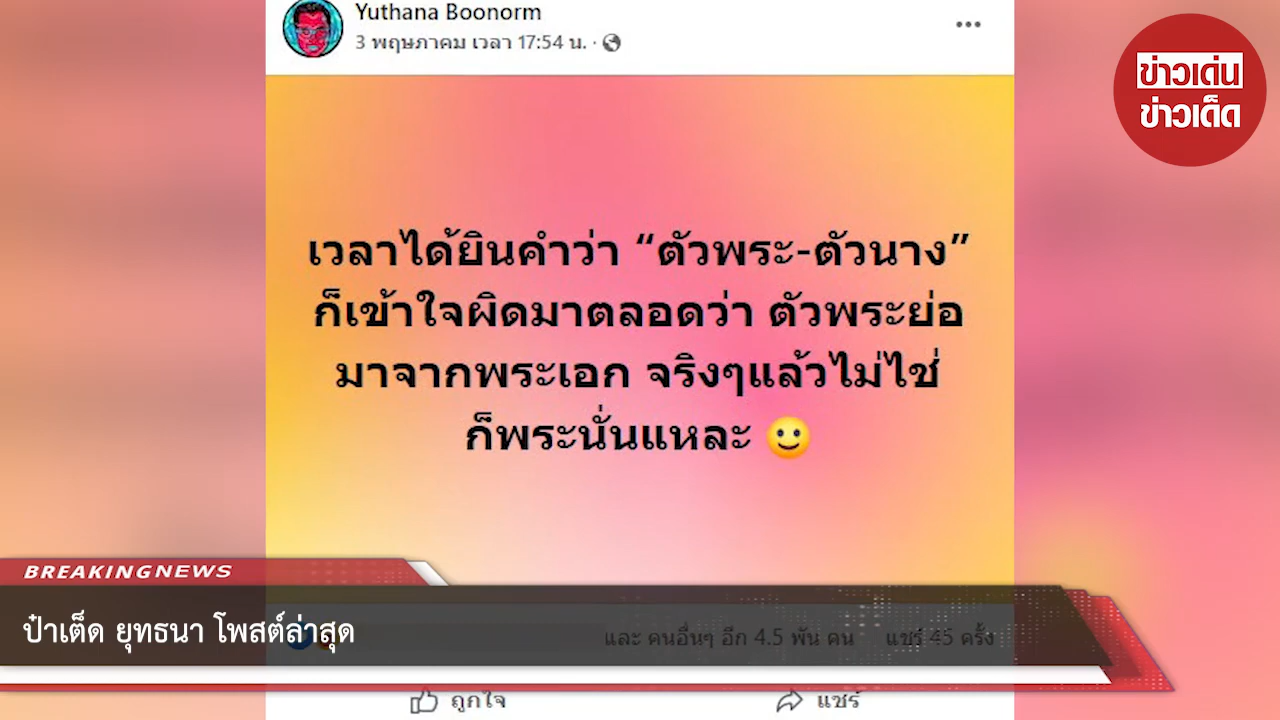 Yuthana Boonorm
3 พฤษภาคม เวลา 17:54 น. ·
ข่าวเด่น
ข่าวเด็ด
เวลาได้ยินคำว่า “ตัวพระ-ตัวนาง”
ก็เข้าใจผิดมาตลอดว่า ตัวพระย่อ
มาจากพระเอก จริงๆแล้วไม่ใช่
ก็พระนั่นแหละ 🙂
BREAKINGNEWS
ป๋าเต็ด ยุทธนา โพสต์ล่าสุด
และ คนอื่นๆ อีก 4.5 พัน คน แชร์ 45 ครั้ง
ถูกใจ แชร์